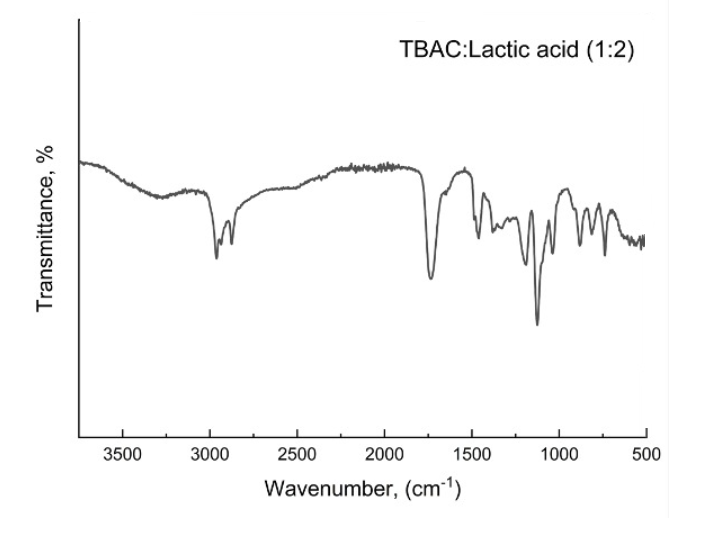 TBAC:Lactic acid (1:2)
Transmittance, %
3500 3000 2500 2000 1500 1000 500
Wavenumber, (cm⁻¹)